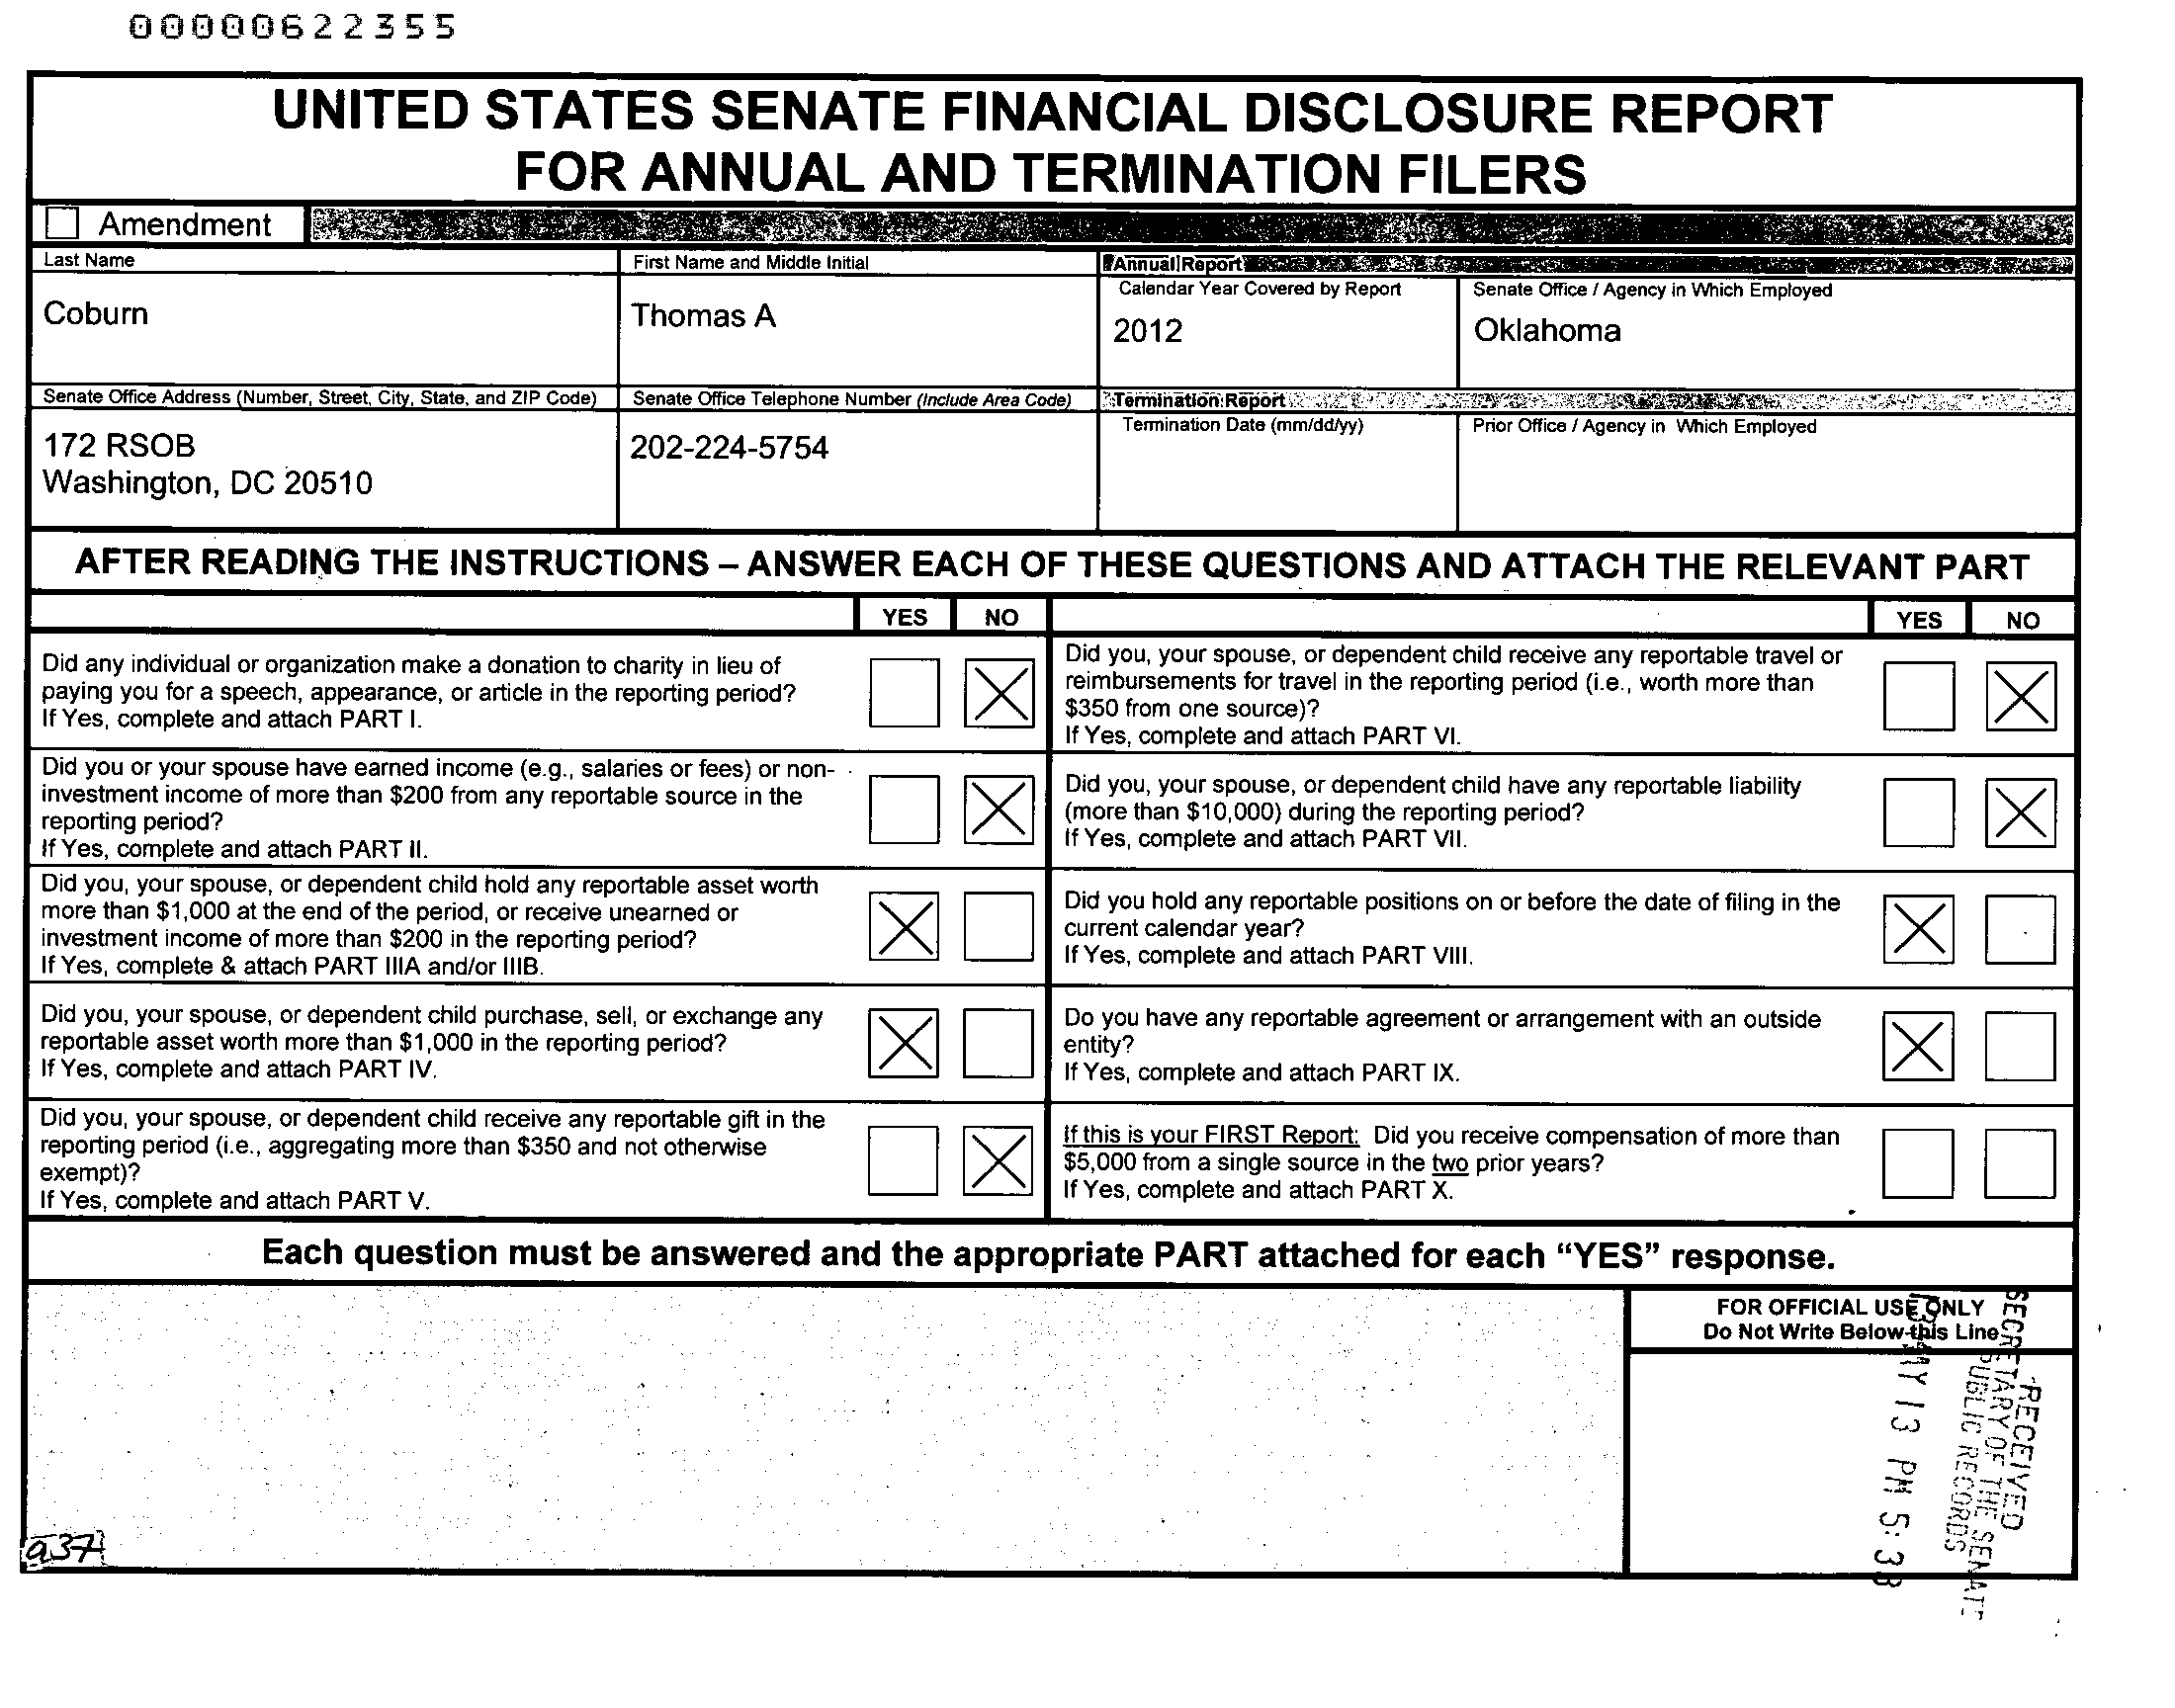 00000622355
UNITED STATES SENATE FINANCIAL DISCLOSURE REPORT
FOR ANNUAL AND TERMINATION FILERS
Amendment
Last Name
First Name and Middle Initial
Annual Report
Calendar Year Covered by Report
Senate Office / Agency in Which Employed
Coburn
Thomas A
2012
Oklahoma
Senate Office Address (Number, Street, City, State, and ZIP Code)
Senate Office Telephone Number (Include Area Code)
Termination Report
Termination Date (mm/dd/yy)
Prior Office / Agency in Which Employed
172 RSOB
Washington, DC 20510
202-224-5754
AFTER READING THE INSTRUCTIONS – ANSWER EACH OF THESE QUESTIONS AND ATTACH THE RELEVANT PART
YES NO
YES NO
Did any individual or organization make a donation to charity in lieu of
paying you for a speech, appearance, or article in the reporting period?
If Yes, complete and attach PART I.
Did you, your spouse, or dependent child receive any reportable travel or
reimbursements for travel in the reporting period (i.e., worth more than
$350 from one source)?
If Yes, complete and attach PART VI.
Did you or your spouse have earned income (e.g., salaries or fees) or non-
investment income of more than $200 from any reportable source in the
reporting period?
If Yes, complete and attach PART II.
Did you, your spouse, or dependent child have any reportable liability
(more than $10,000) during the reporting period?
If Yes, complete and attach PART VII.
Did you, your spouse, or dependent child hold any reportable asset worth
more than $1,000 at the end of the period, or receive unearned or
investment income of more than $200 in the reporting period?
If Yes, complete & attach PART IIIA and/or IIIB.
Did you hold any reportable positions on or before the date of filing in the
current calendar year?
If Yes, complete and attach PART VIII.
Did you, your spouse, or dependent child purchase, sell, or exchange any
reportable asset worth more than $1,000 in the reporting period?
If Yes, complete and attach PART IV.
Do you have any reportable agreement or arrangement with an outside
entity?
If Yes, complete and attach PART IX.
Did you, your spouse, or dependent child receive any reportable gift in the
reporting period (i.e., aggregating more than $350 and not otherwise
exempt)?
If Yes, complete and attach PART V.
If this is your FIRST Report: Did you receive compensation of more than
$5,000 from a single source in the two prior years?
If Yes, complete and attach PART X.
Each question must be answered and the appropriate PART attached for each “YES” response.
FOR OFFICIAL USE ONLY
Do Not Write Below this Line
RECEIVED
SECRETARY OF THE SENATE
PUBLIC RECORDS
MAY 13 PM 5:38
a37